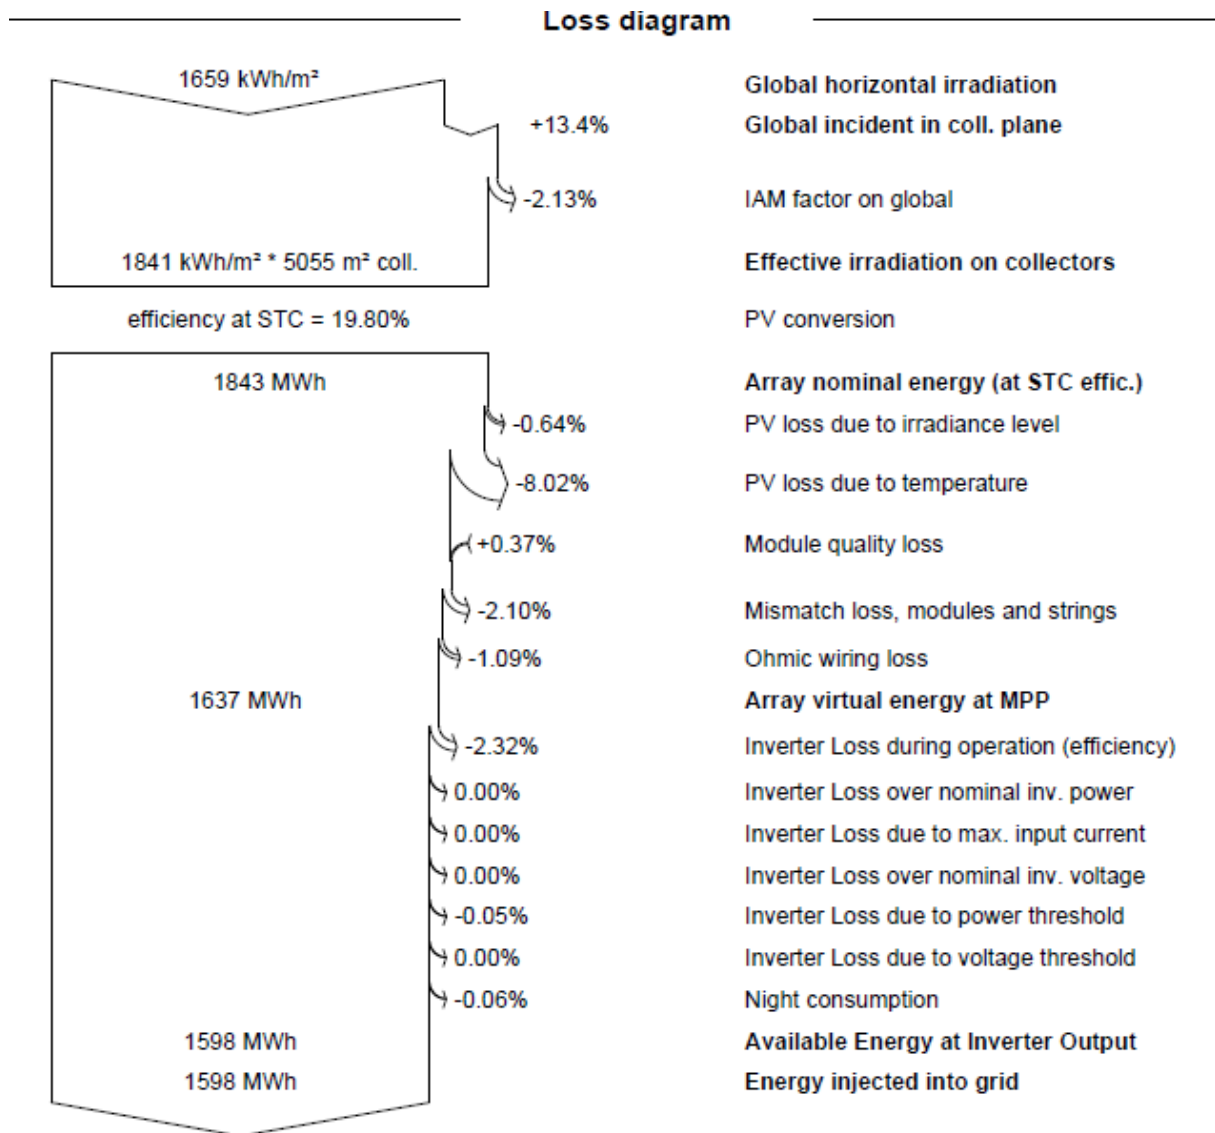 Loss diagram
1659 kWh/m²
Global horizontal irradiation
+13.4% Global incident in coll. plane
-2.13% IAM factor on global
1841 kWh/m² * 5055 m² coll. Effective irradiation on collectors
efficiency at STC = 19.80% PV conversion
1843 MWh Array nominal energy (at STC effic.)
-0.64% PV loss due to irradiance level
-8.02% PV loss due to temperature
+0.37% Module quality loss
-2.10% Mismatch loss, modules and strings
-1.09% Ohmic wiring loss
1637 MWh Array virtual energy at MPP
-2.32% Inverter Loss during operation (efficiency)
0.00% Inverter Loss over nominal inv. power
0.00% Inverter Loss due to max. input current
0.00% Inverter Loss over nominal inv. voltage
-0.05% Inverter Loss due to power threshold
0.00% Inverter Loss due to voltage threshold
-0.06% Night consumption
1598 MWh Available Energy at Inverter Output
1598 MWh Energy injected into grid